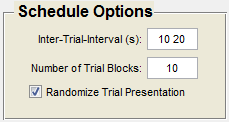 Schedule Options
Inter-Trial-Interval (s): 10 20
Number of Trial Blocks: 10
Randomize Trial Presentation